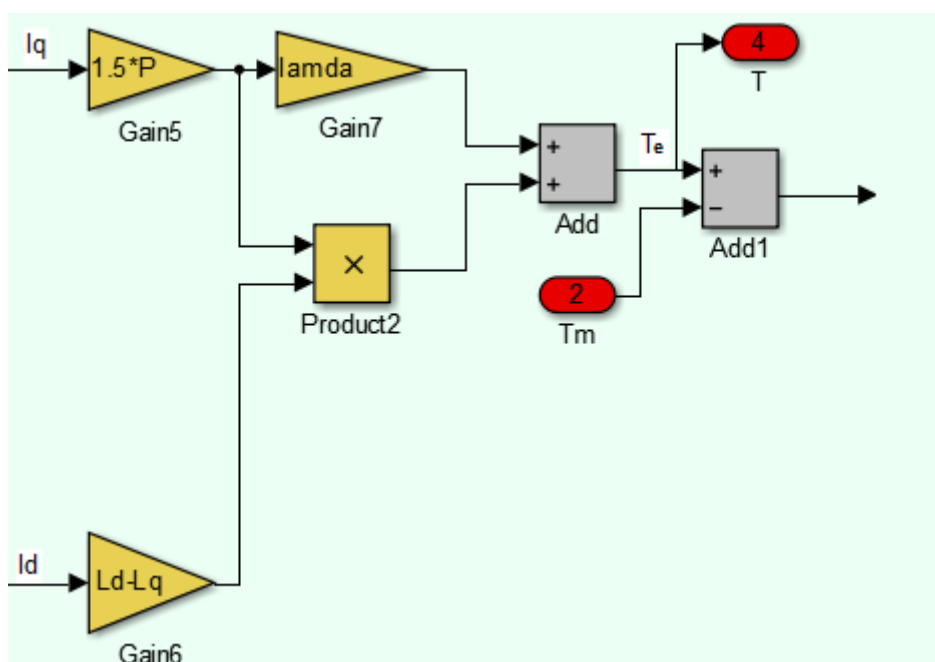 Iq
1.5*P
Gain5
lamda
Gain7
4
T
+
+
Add
Te
+
−
Add1
×
Product2
2
Tm
Id
Ld-Lq
Gain6